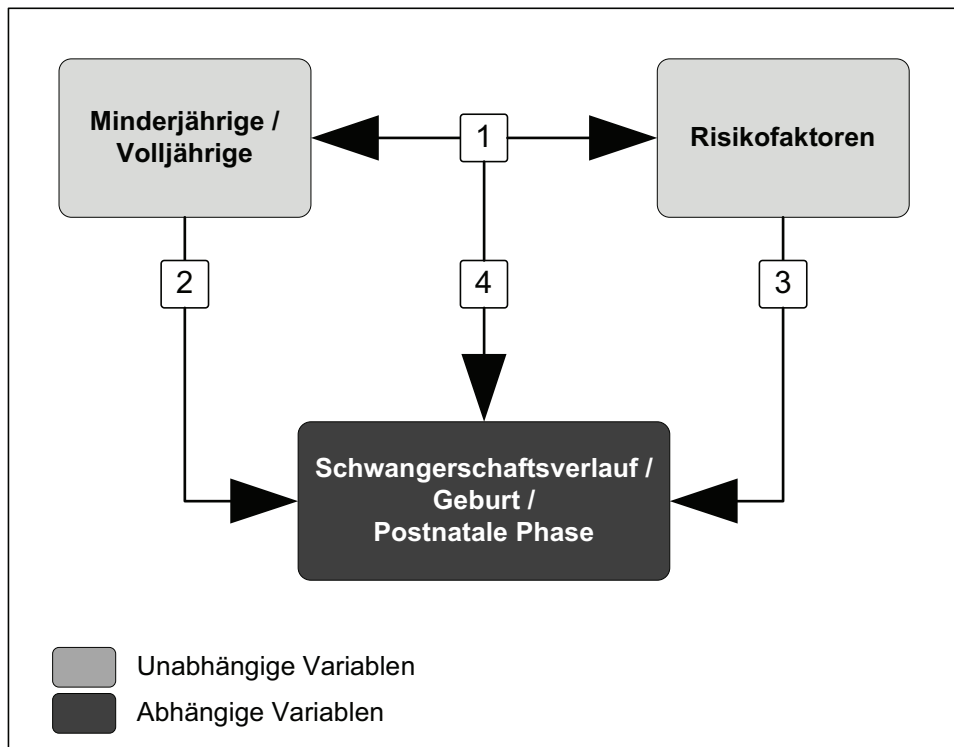 Minderjährige /
Volljährige
1
Risikofaktoren
2
4
3
Schwangerschaftsverlauf /
Geburt /
Postnatale Phase
Unabhängige Variablen
Abhängige Variablen